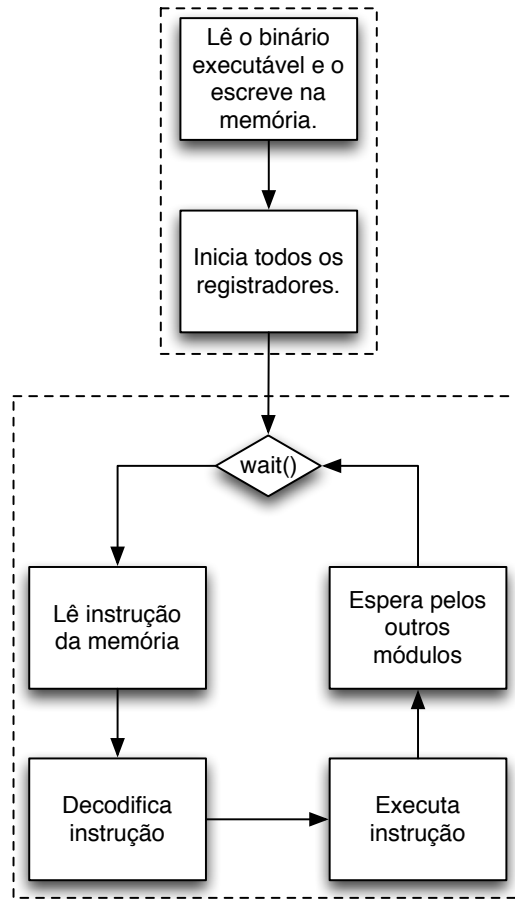 Lê o binário
executável e o
escreve na
memória.
Inicia todos os
registradores.
wait()
Lê instrução
da memória
Espera pelos
outros
módulos
Decodifica
instrução
Executa
instrução